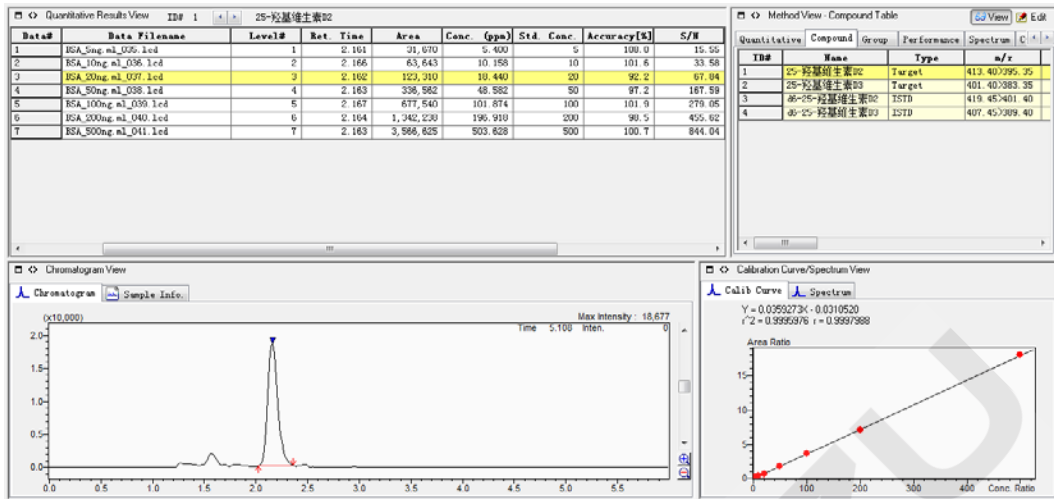 Quantitative Results View ID# 1 25-羟基维生素D2
Data# Data Filename Level# Ret. Time Area Conc. (ppm) Std. Conc. Accuracy[%] S/N
1 BSA_5ng.ml_035.lcd 1 2.161 31,670 5.400 5 108.0 15.55
2 BSA_10ng.ml_036.lcd 2 2.166 63,643 10.158 10 101.6 33.58
3 BSA_20ng.ml_037.lcd 3 2.162 123,310 18.440 20 92.2 67.84
4 BSA_50ng.ml_038.lcd 4 2.163 336,562 48.582 50 97.2 167.59
5 BSA_100ng.ml_039.lcd 5 2.167 677,540 101.874 100 101.9 279.05
6 BSA_200ng.ml_040.lcd 6 2.164 1,342,238 196.918 200 98.5 455.62
7 BSA_500ng.ml_041.lcd 7 2.163 3,566,625 503.628 500 100.7 844.04
Method View - Compound Table View Edit
Quantitative Compound Group Performance Spectrum C
ID# Name Type m/z
1 25-羟基维生素D2 Target 413.40>395.35
2 25-羟基维生素D3 Target 401.40>383.35
3 d6-25-羟基维生素D2 ISTD 419.45>401.40
4 d6-25-羟基维生素D3 ISTD 407.45>389.40
Chromatogram View
Chromatogram Sample Info.
(x10,000) Max Intensity : 18,677
Time 5.108 Inten. 0
2.0
1.5
1.0
0.5
0.0
0.0 0.5 1.0 1.5 2.0 2.5 3.0 3.5 4.0 4.5 5.0 5.5
Calibration Curve/Spectrum View
Calib Curve Spectrum
Y = 0.0359273X - 0.0310520
r^2 = 0.9995976 r = 0.9997988
Area Ratio
15
10
5
0
0 100 200 300 400 Conc. Ratio